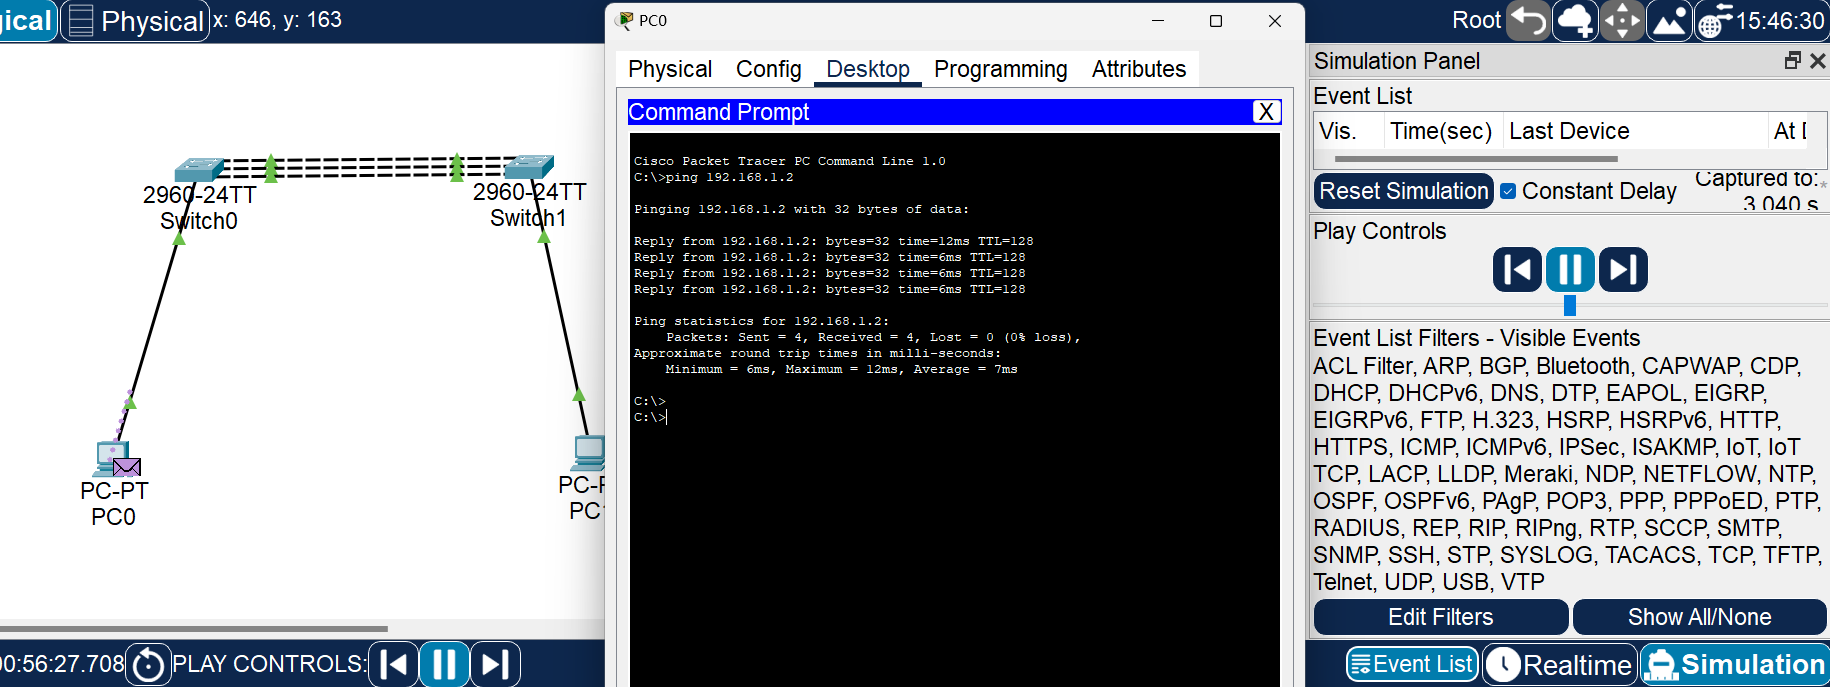 ical
Physical
x: 646, y: 163
PC0
Root
15:46:30
Physical
Config
Desktop
Programming
Attributes
Command Prompt
X
Cisco Packet Tracer PC Command Line 1.0
C:\>ping 192.168.1.2
Pinging 192.168.1.2 with 32 bytes of data:
Reply from 192.168.1.2: bytes=32 time=12ms TTL=128
Reply from 192.168.1.2: bytes=32 time=6ms TTL=128
Reply from 192.168.1.2: bytes=32 time=6ms TTL=128
Reply from 192.168.1.2: bytes=32 time=6ms TTL=128
Ping statistics for 192.168.1.2:
Packets: Sent = 4, Received = 4, Lost = 0 (0% loss),
Approximate round trip times in milli-seconds:
Minimum = 6ms, Maximum = 12ms, Average = 7ms
C:\>
C:\>
2960-24TT
Switch0
2960-24TT
Switch1
PC-PT
PC0
PC-P
PC1
Simulation Panel
Event List
Vis.
Time(sec)
Last Device
At
Reset Simulation
Constant Delay
Captured to:
*
3.040 s
Play Controls
Event List Filters - Visible Events
ACL Filter, ARP, BGP, Bluetooth, CAPWAP, CDP,
DHCP, DHCPv6, DNS, DTP, EAPOL, EIGRP,
EIGRPv6, FTP, H.323, HSRP, HSRPv6, HTTP,
HTTPS, ICMP, ICMPv6, IPSec, ISAKMP, IoT, IoT
TCP, LACP, LLDP, Meraki, NDP, NETFLOW, NTP,
OSPF, OSPFv6, PAgP, POP3, PPP, PPPoED, PTP,
RADIUS, REP, RIP, RIPng, RTP, SCCP, SMTP,
SNMP, SSH, STP, SYSLOG, TACACS, TCP, TFTP,
Telnet, UDP, USB, VTP
Edit Filters
Show All/None
0:56:27.708
PLAY CONTROLS:
Event List
Realtime
Simulation